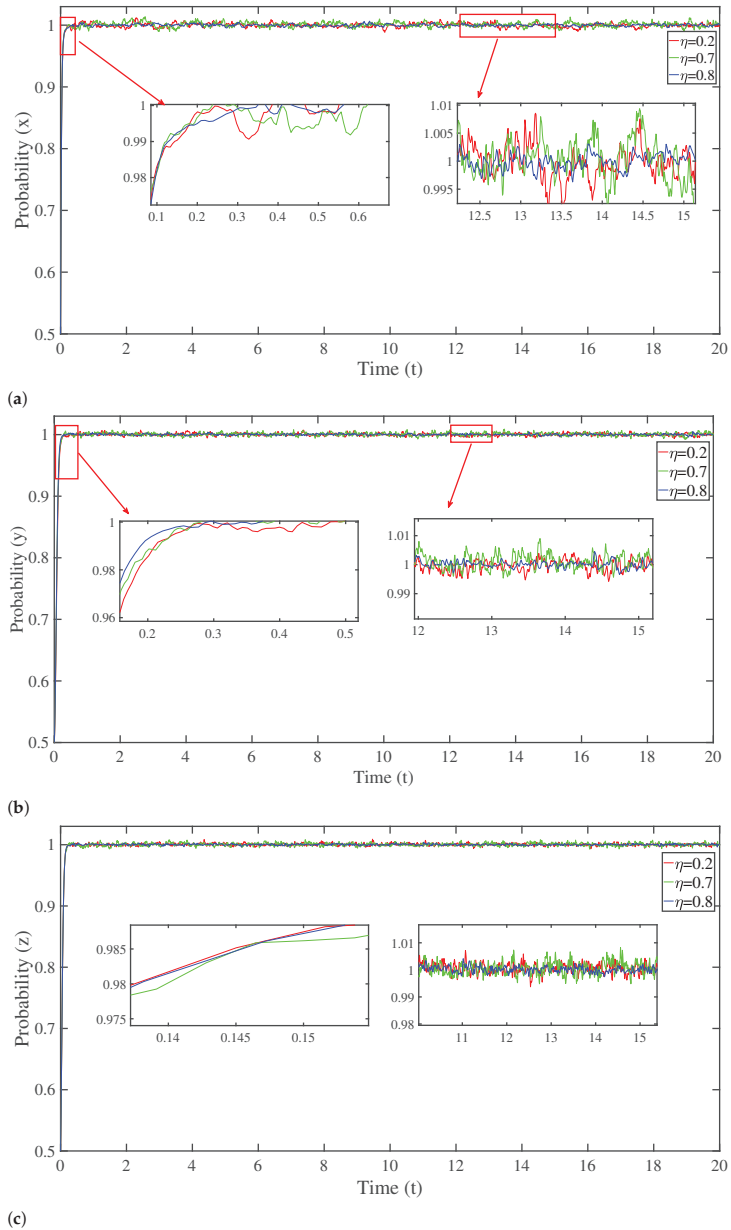 1
0.9
0.8
0.7
0.6
0.5
Probability (x)
η=0.2
η=0.7
η=0.8
1
0.99
0.98
0.1 0.2 0.3 0.4 0.5 0.6
1.01
1.005
1
0.995
12.5 13 13.5 14 14.5 15
0 2 4 6 8 10 12 14 16 18 20
Time (t)
(a)
1
0.9
0.8
0.7
0.6
0.5
Probability (y)
η=0.2
η=0.7
η=0.8
1
0.98
0.96
0.2 0.3 0.4 0.5
1.01
1
0.99
12 13 14 15
0 2 4 6 8 10 12 14 16 18 20
Time (t)
(b)
1
0.9
0.8
0.7
0.6
0.5
Probability (z)
η=0.2
η=0.7
η=0.8
0.985
0.98
0.975
0.14 0.145 0.15
1.01
1
0.99
0.98
11 12 13 14 15
0 2 4 6 8 10 12 14 16 18 20
Time (t)
(c)